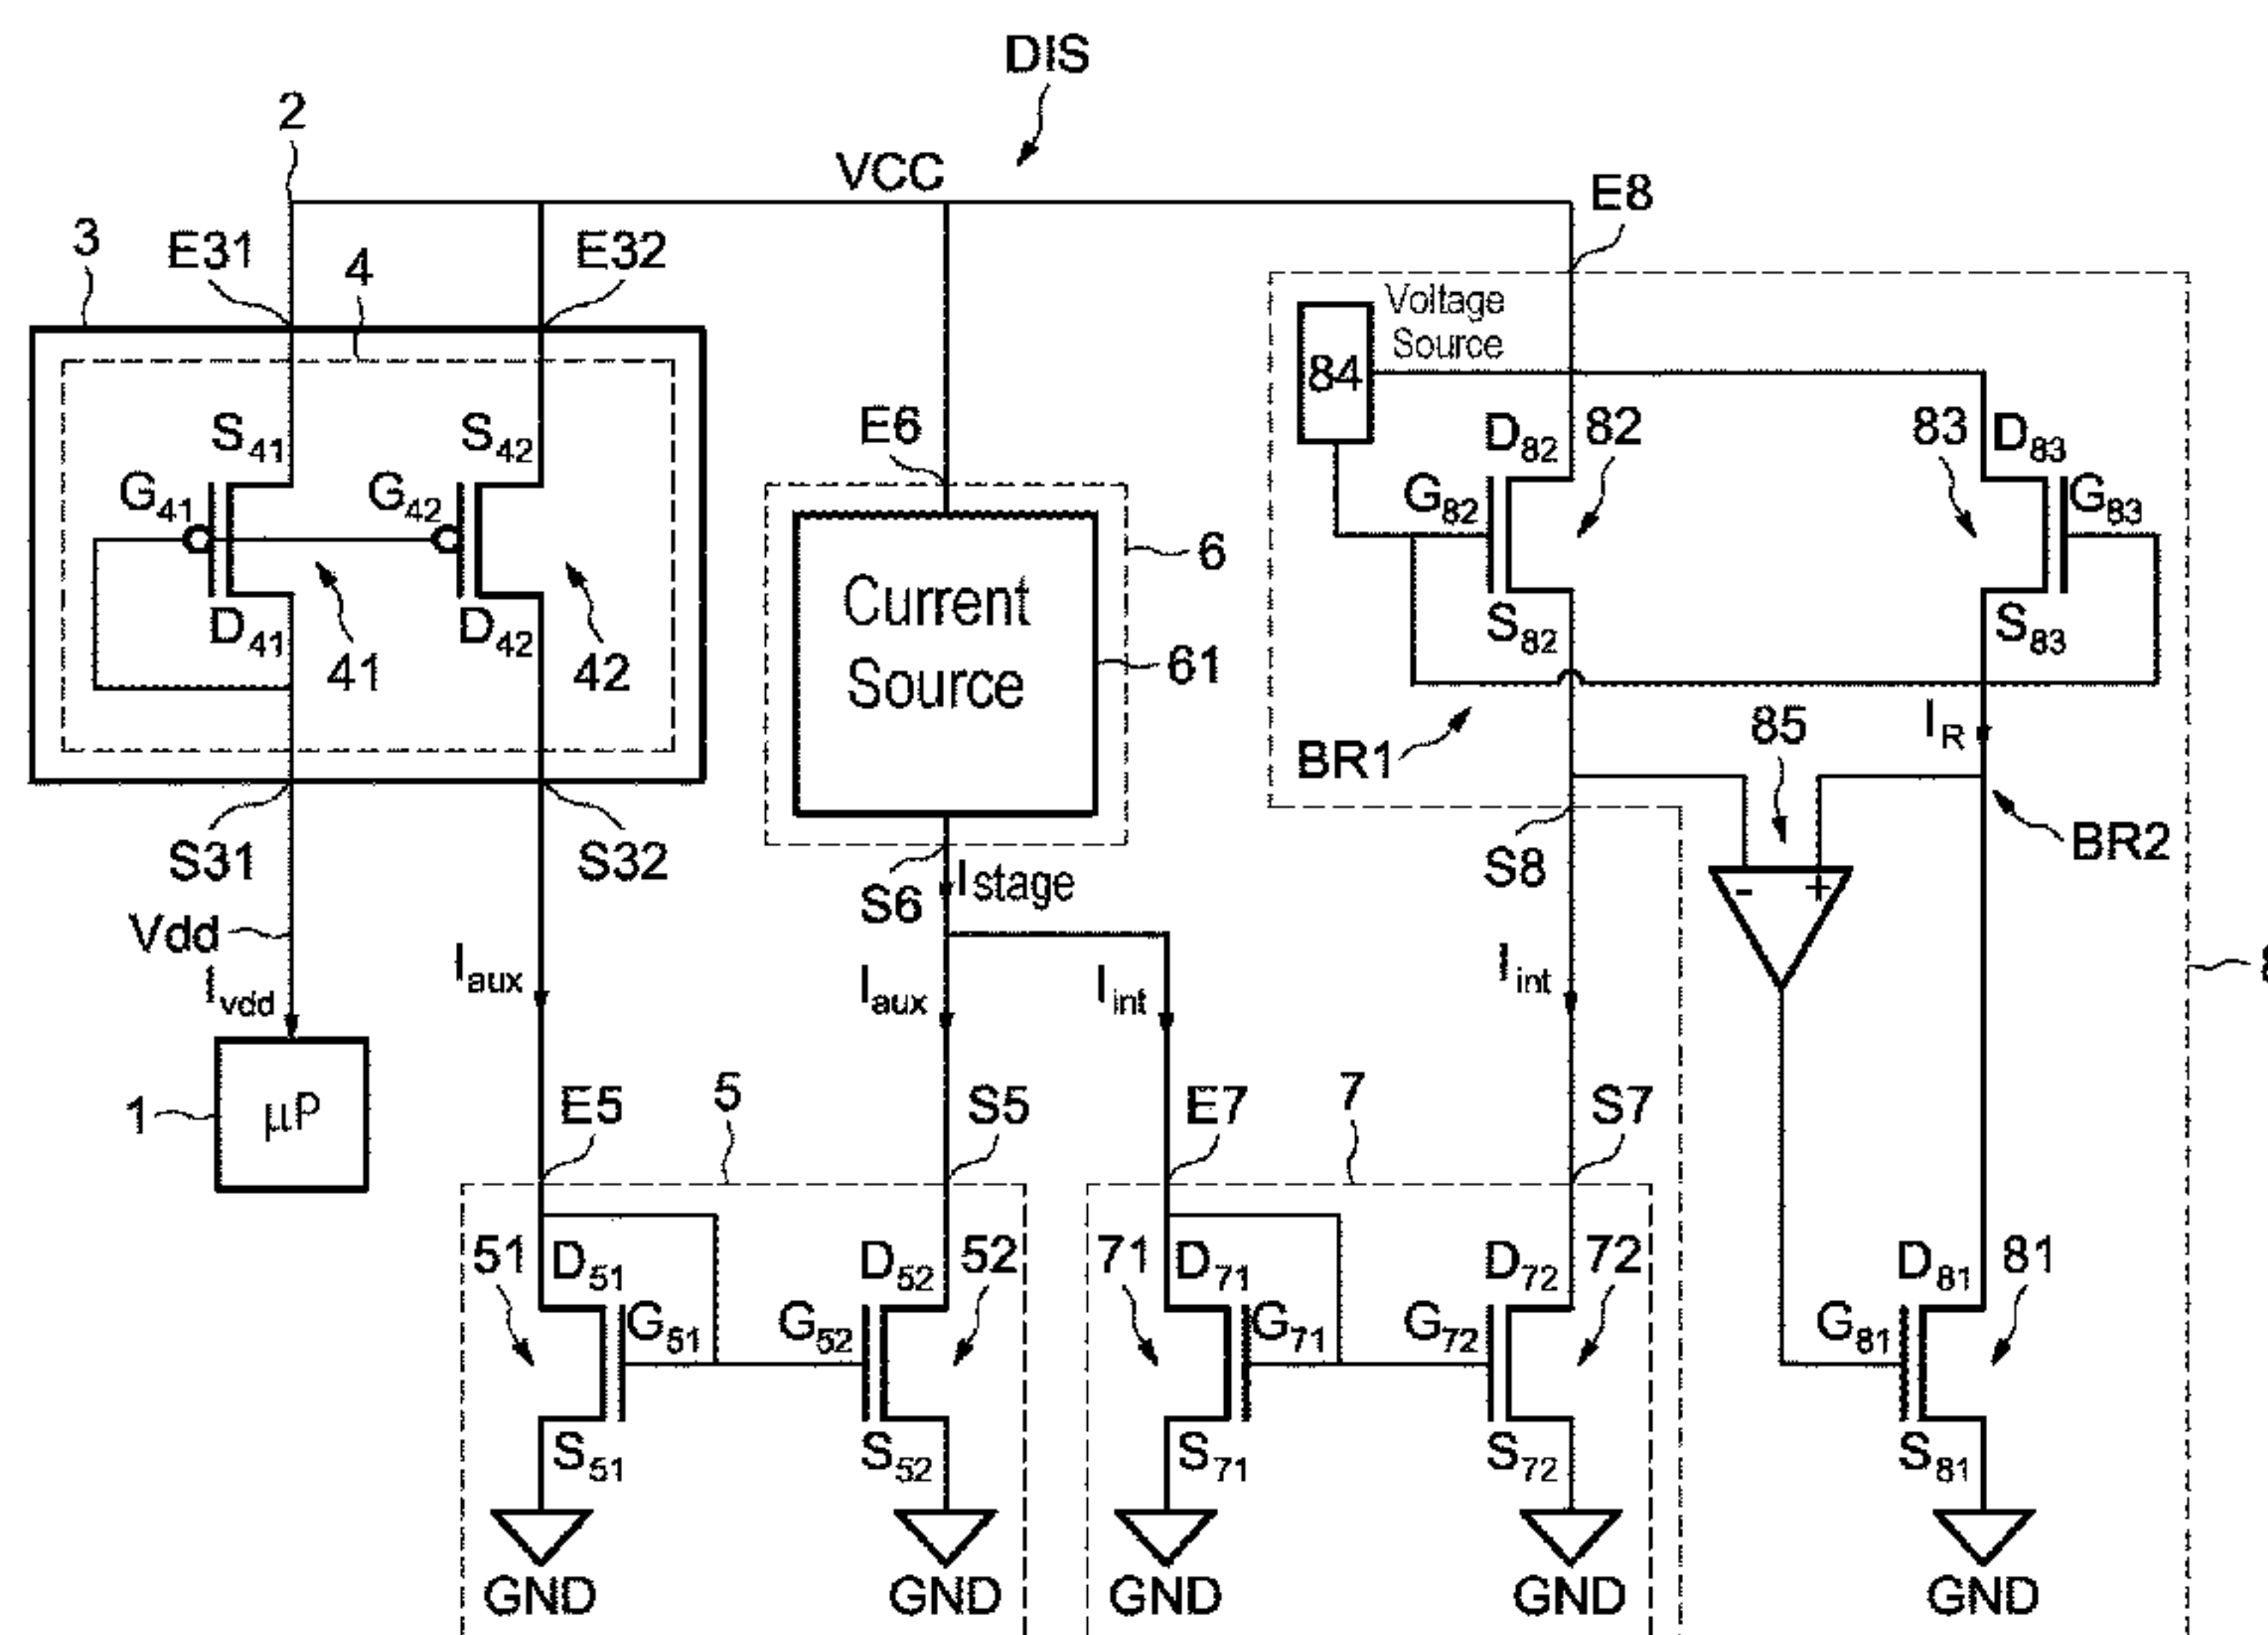 DIS
2
VCC
E8
3
E31
4
E32
Voltage
Source
84
S41
S42
E6
D82
82
83
D83
G41
G42
G82
G83
6
Current
Source
D41
D42
41
42
61
S82
S83
IR
85
BR1
BR2
S31
S32
S6
Istage
S8
- +
Vdd
Ivdd
Iaux
Iaux
Iint
Iint
1
µP
E5
5
S5
E7
7
S7
51
D51
D52
52
71
D71
D72
72
D81
81
G51
G52
G71
G72
G81
S51
S52
S71
S72
S81
GND
GND
GND
GND
GND